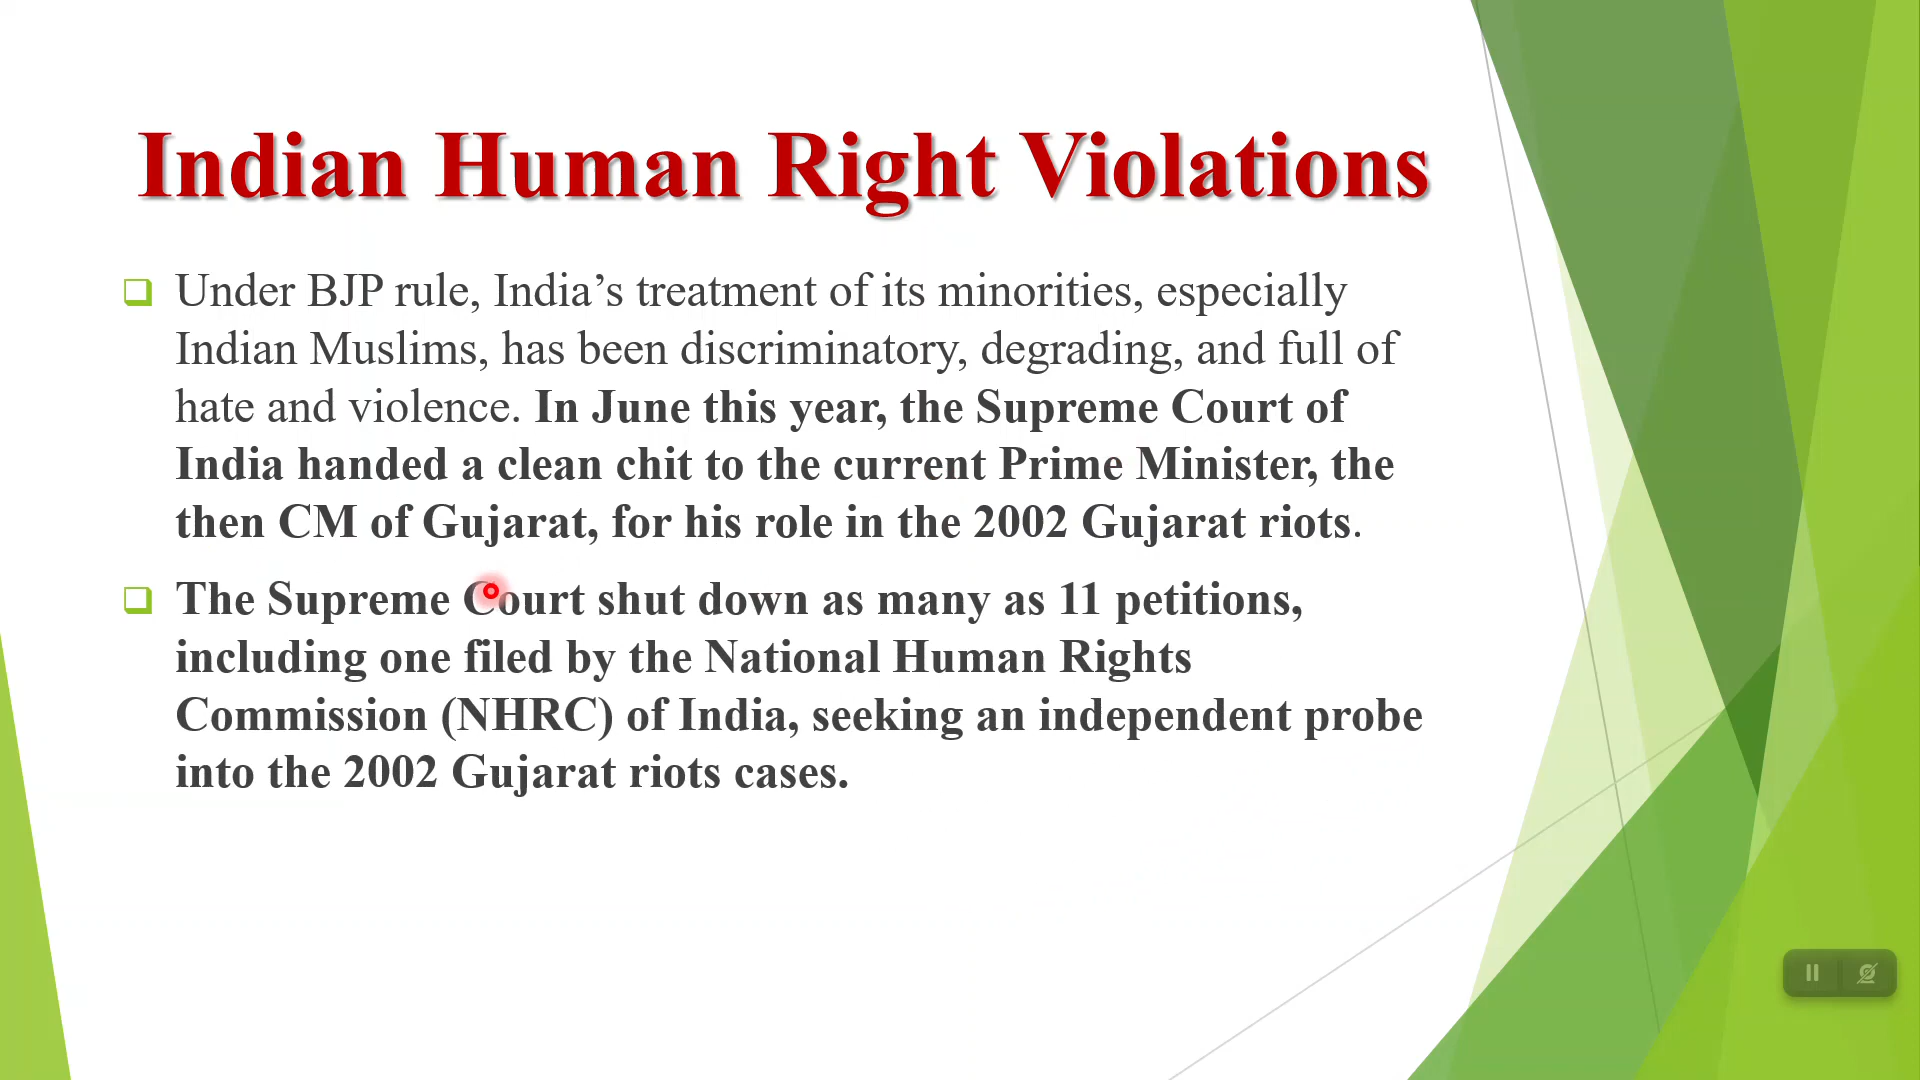 Indian Human Right Violations
Under BJP rule, India’s treatment of its minorities, especially
Indian Muslims, has been discriminatory, degrading, and full of
hate and violence. In June this year, the Supreme Court of
India handed a clean chit to the current Prime Minister, the
then CM of Gujarat, for his role in the 2002 Gujarat riots.
The Supreme Court shut down as many as 11 petitions,
including one filed by the National Human Rights
Commission (NHRC) of India, seeking an independent probe
into the 2002 Gujarat riots cases.